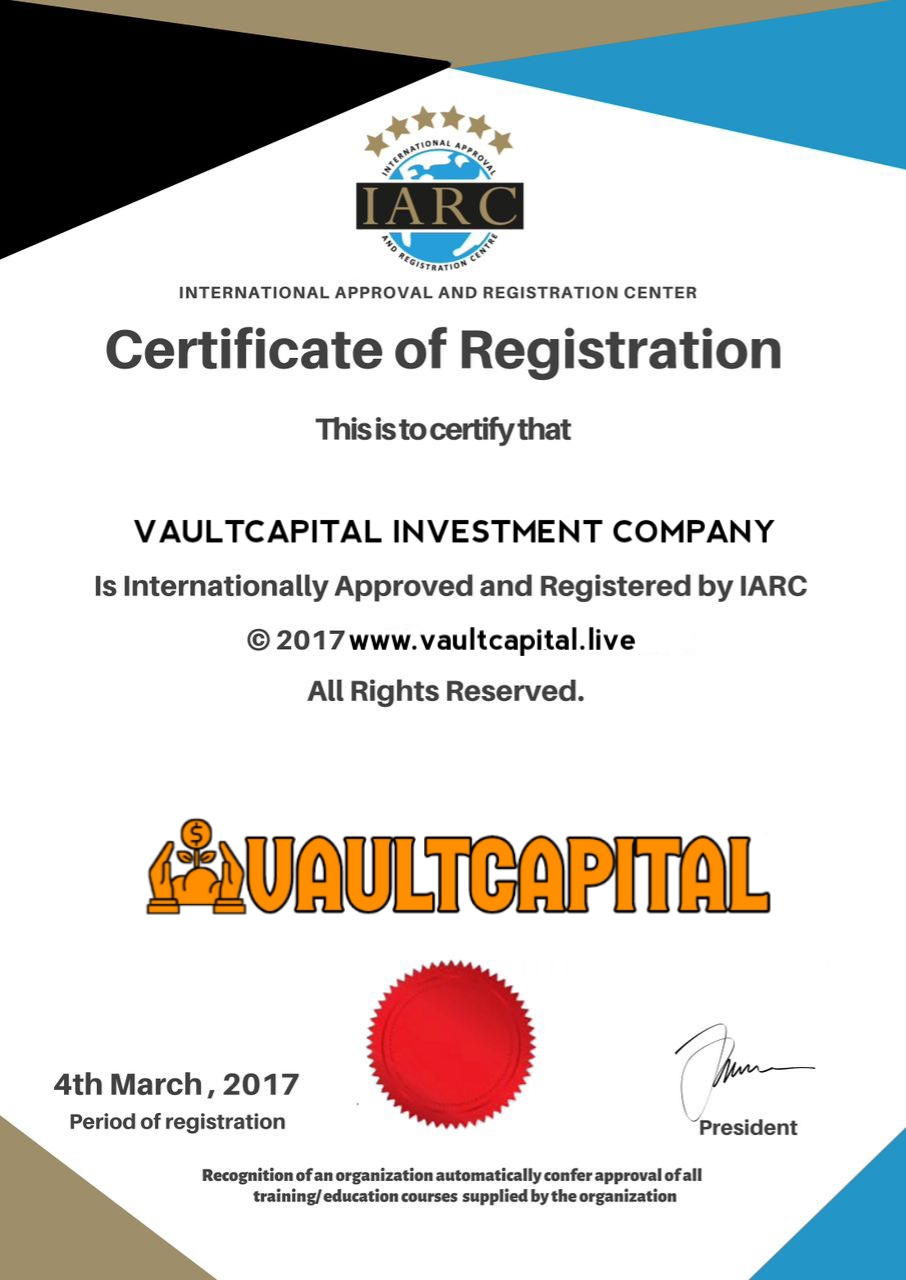 INTERNATIONAL APPROVAL
IARC
AND REGISTRATION CENTRE
INTERNATIONAL APPROVAL AND REGISTRATION CENTER
Certificate of Registration
This is to certify that
VAULTCAPITAL INVESTMENT COMPANY
Is Internationally Approved and Registered by IARC
© 2017 www.vaultcapital.live
All Rights Reserved.
$
VAULTCAPITAL
4th March , 2017
Period of registration
President
Recognition of an organization automatically confer approval of all
training/ education courses supplied by the organization